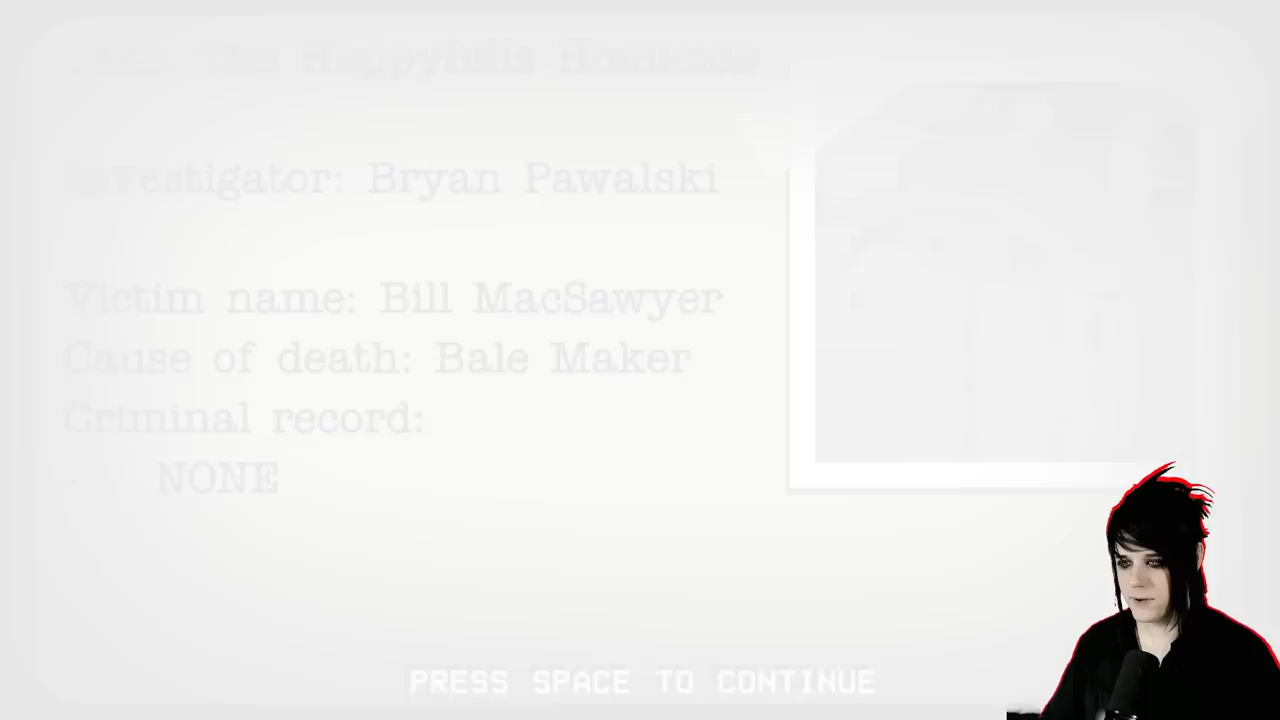 Case: The Happyhills Homicide
Investigator: Bryan Pawalski
Victim name: Bill MacSawyer
Cause of death: Bale Maker
Criminal record:
- NONE
PRESS SPACE TO CONTINUE